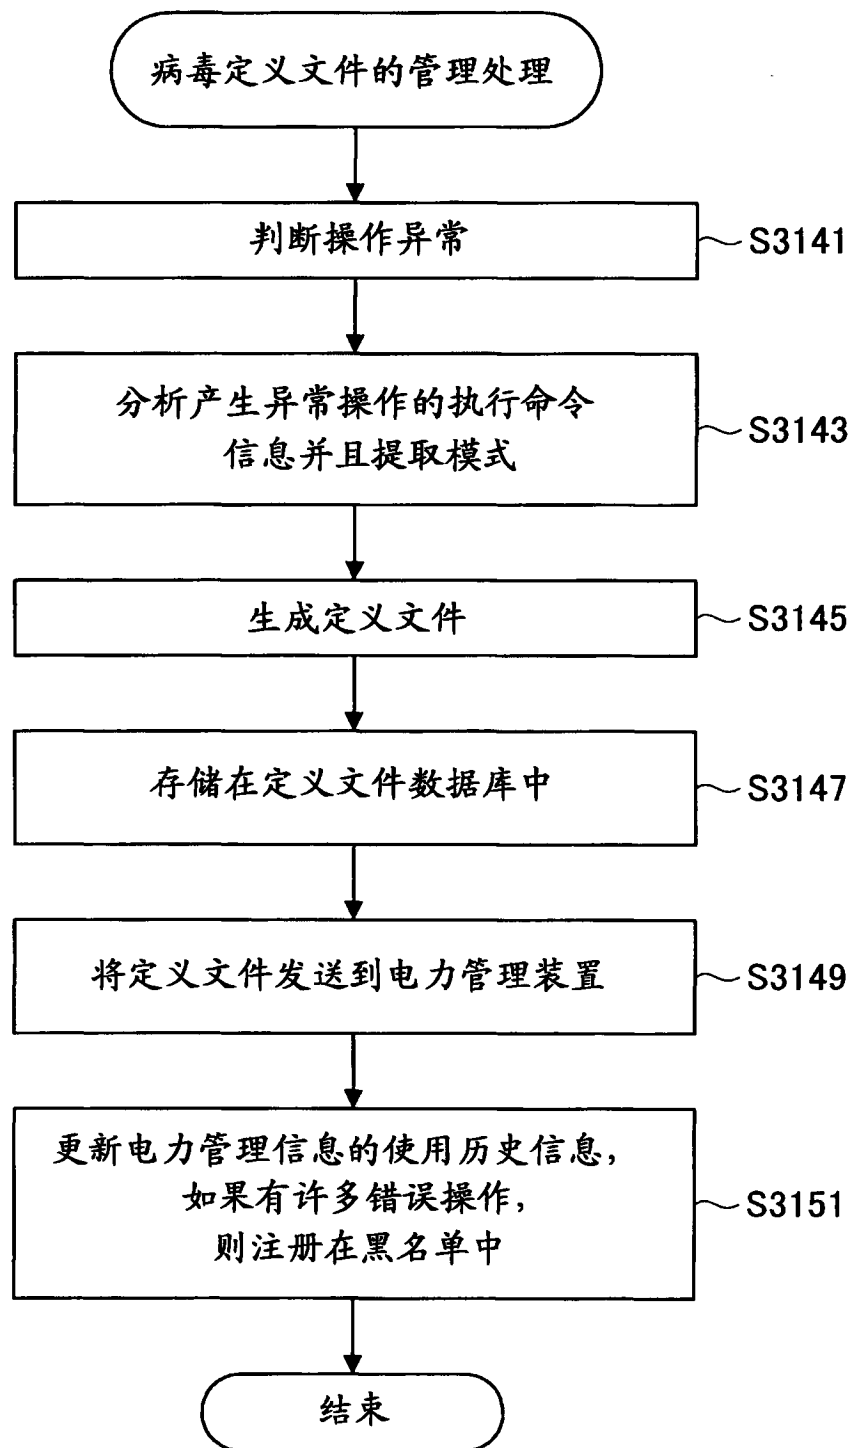 病毒定义文件的管理处理
判断操作异常
S3141
分析产生异常操作的执行命令
信息并且提取模式
S3143
生成定义文件
S3145
存储在定义文件数据库中
S3147
将定义文件发送到电力管理装置
S3149
更新电力管理信息的使用历史信息，
如果有许多错误操作，
则注册在黑名单中
S3151
结束